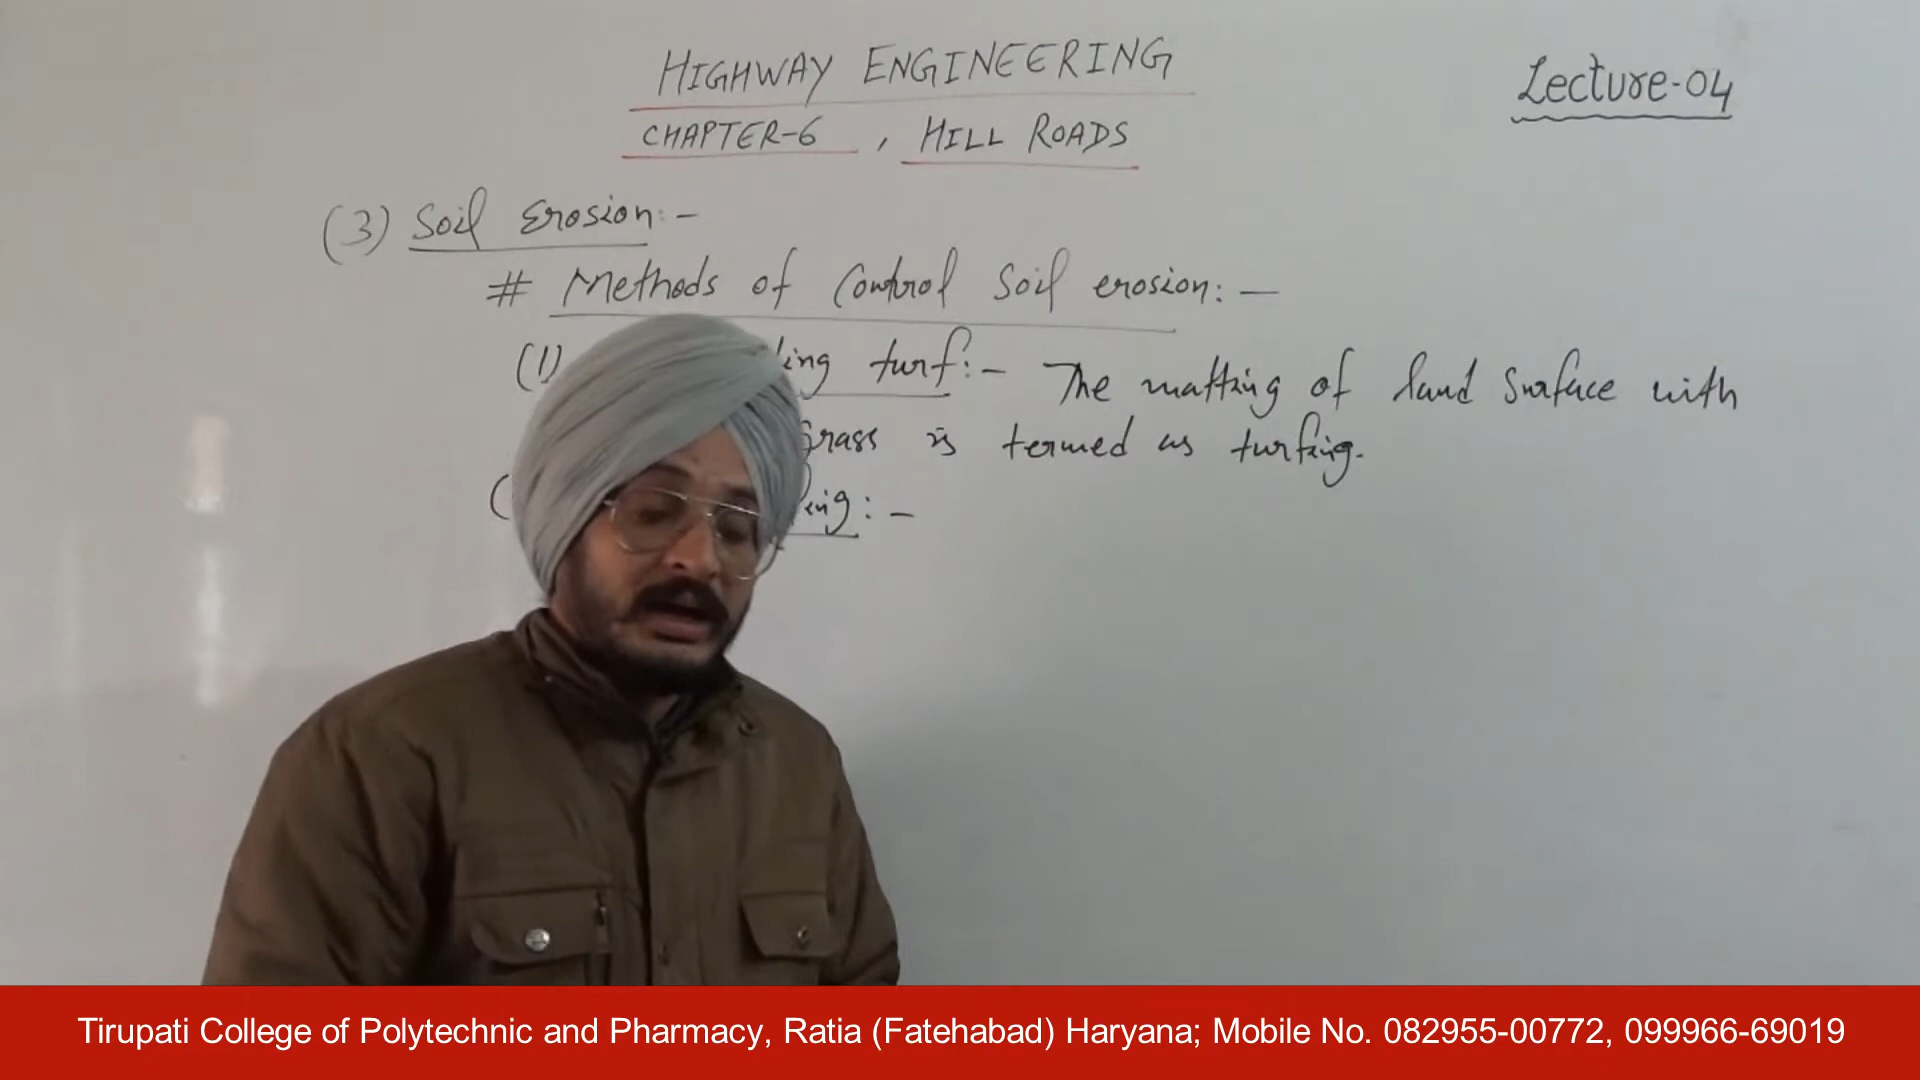 HIGHWAY ENGINEERING
Lecture-04
CHAPTER-6 , HILL ROADS
(3) Soil Erosion:-
# Methods of Control Soil erosion:-
(1) turf:- The matting of land Surface with
Grass is termed as turfing.
Tirupati College of Polytechnic and Pharmacy, Ratia (Fatehabad) Haryana; Mobile No. 082955-00772, 099966-69019